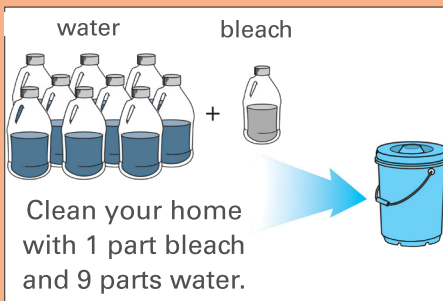 water bleach
+
Clean your home
with 1 part bleach
and 9 parts water.